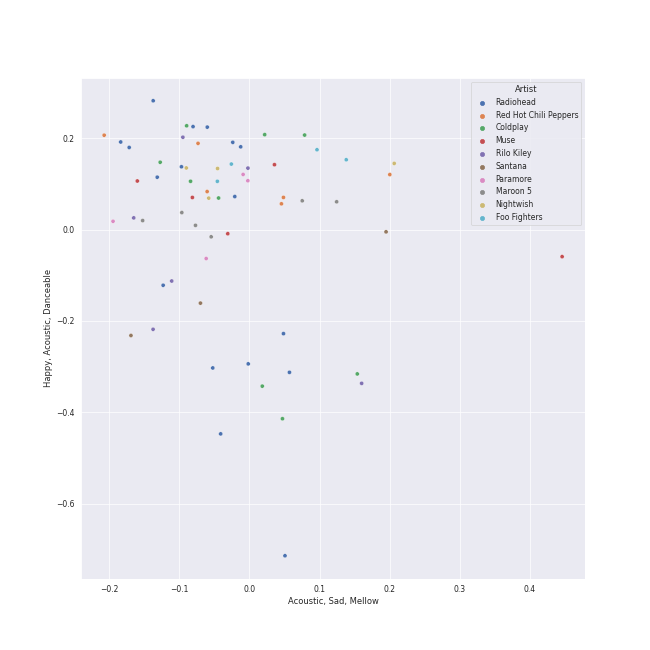 Artist
Radiohead
Red Hot Chili Peppers
Coldplay
Muse
Rilo Kiley
Santana
Paramore
Maroon 5
Nightwish
Foo Fighters
0.2
0.0
−0.2
−0.4
−0.6
Happy, Acoustic, Danceable
−0.2 −0.1 0.0 0.1 0.2 0.3 0.4
Acoustic, Sad, Mellow